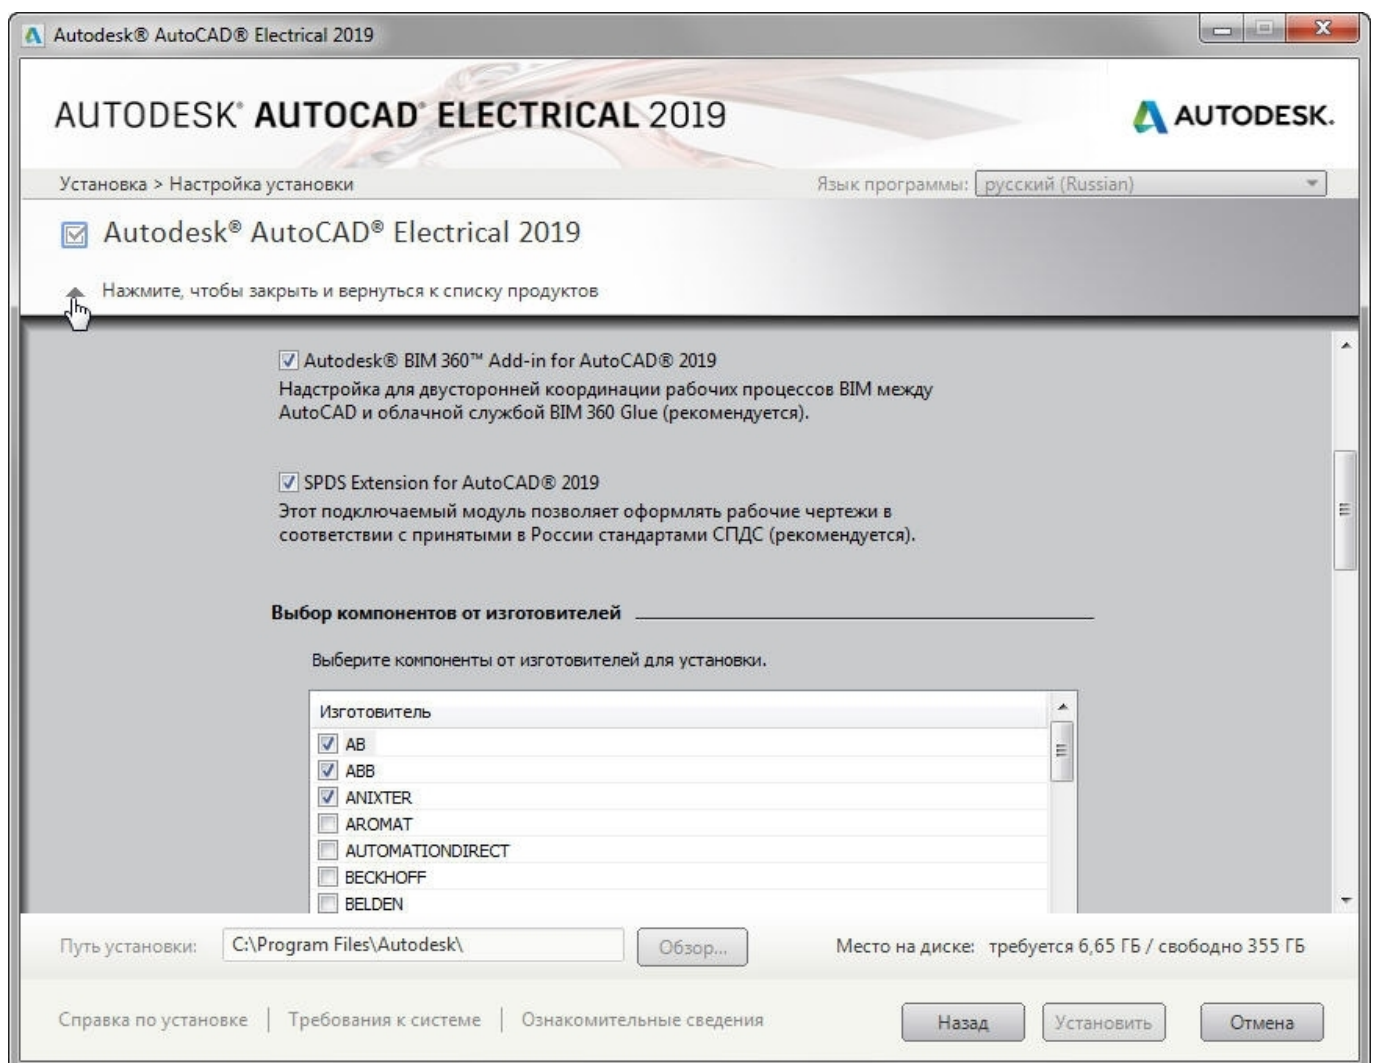 Autodesk® AutoCAD® Electrical 2019
AUTODESK® AUTOCAD® ELECTRICAL 2019
AUTODESK.
Установка > Настройка установки
Язык программы: русский (Russian)
Autodesk® AutoCAD® Electrical 2019
Нажмите, чтобы закрыть и вернуться к списку продуктов
Autodesk® BIM 360™ Add-in for AutoCAD® 2019
Надстройка для двусторонней координации рабочих процессов BIM между
AutoCAD и облачной службой BIM 360 Glue (рекомендуется).
SPDS Extension for AutoCAD® 2019
Этот подключаемый модуль позволяет оформлять рабочие чертежи в
соответствии с принятыми в России стандартами СПДС (рекомендуется).
Выбор компонентов от изготовителей
Выберите компоненты от изготовителей для установки.
Изготовитель
AB
ABB
ANIXTER
AROMAT
AUTOMATIONDIRECT
BECKHOFF
BELDEN
Путь установки: C:\Program Files\Autodesk\ Обзор... Место на диске: требуется 6,65 ГБ / свободно 355 ГБ
Справка по установке | Требования к системе | Ознакомительные сведения Назад Установить Отмена